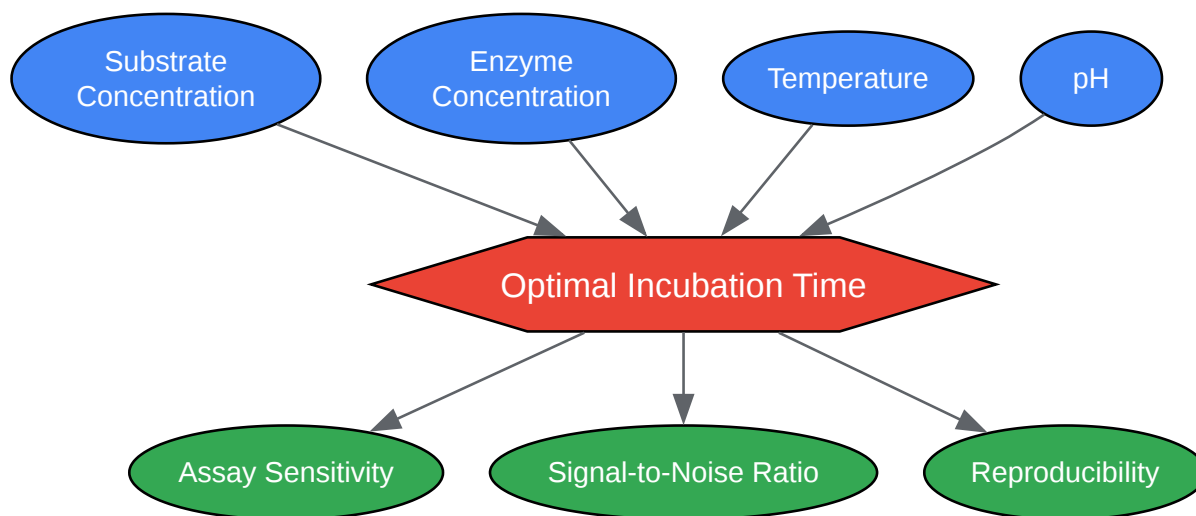 Substrate
Concentration
Enzyme
Concentration
Temperature
pH
Optimal Incubation Time
Assay Sensitivity
Signal-to-Noise Ratio
Reproducibility